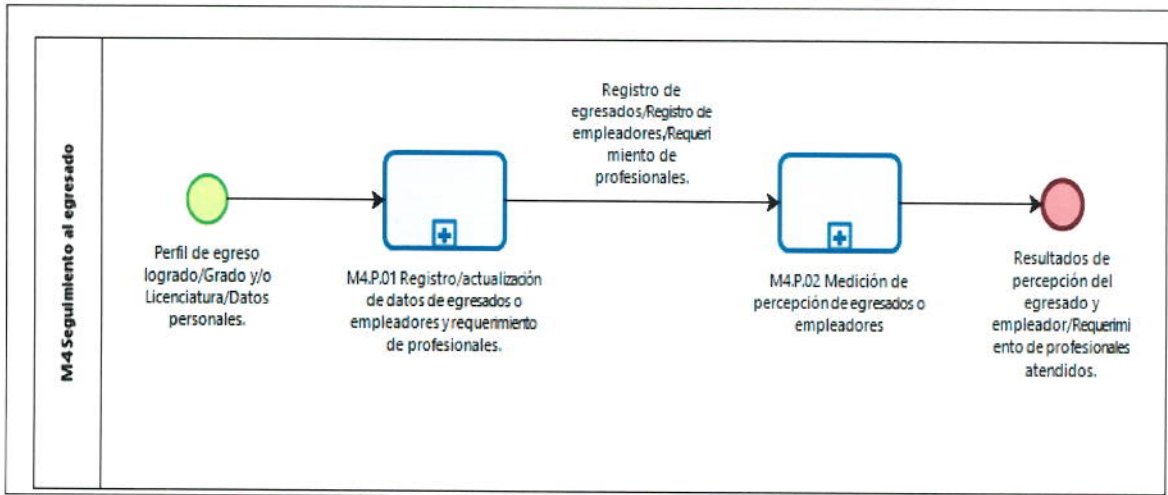 M4 Seguimiento al egresado
Perfil de egreso
logrado/Grado y/o
Licenciatura/Datos
personales.
M4.P.01 Registro/actualización
de datos de egresados o
empleadores y requerimiento
de profesionales.
Registro de
egresados/Registro de
empleadores/Requeri
miento de
profesionales.
M4.P.02 Medición de
percepción de egresados o
empleadores
Resultados de
percepción del
egresado y
empleador/Requerimi
ento de profesionales
atendidos.